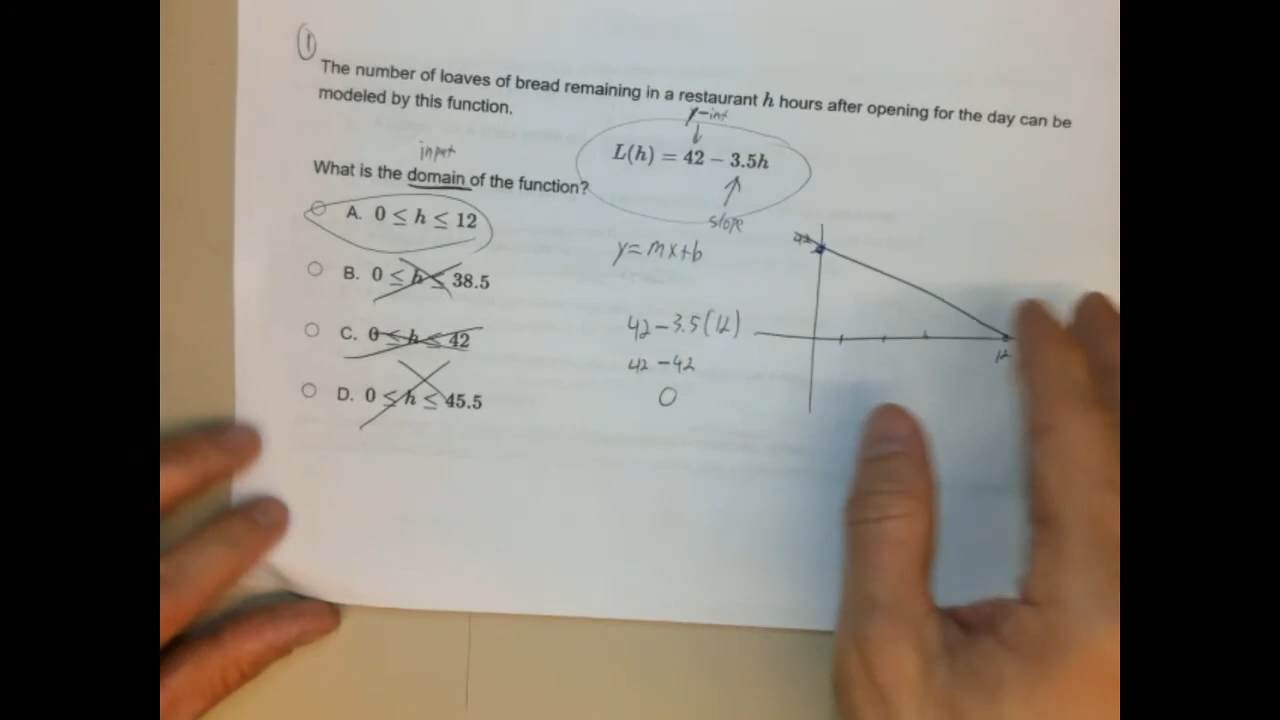 ①
The number of loaves of bread remaining in a restaurant h hours after opening for the day can be
modeled by this function.
y-int
L(h) = 42 – 3.5h
input
What is the domain of the function?
slope
A. 0 ≤ h ≤ 12
B. 0 ≤ h ≤ 38.5
C. 0 ≤ h ≤ 42
D. 0 ≤ h ≤ 45.5
y=mx+b
42-3.5(12)
42-42
0
42
12